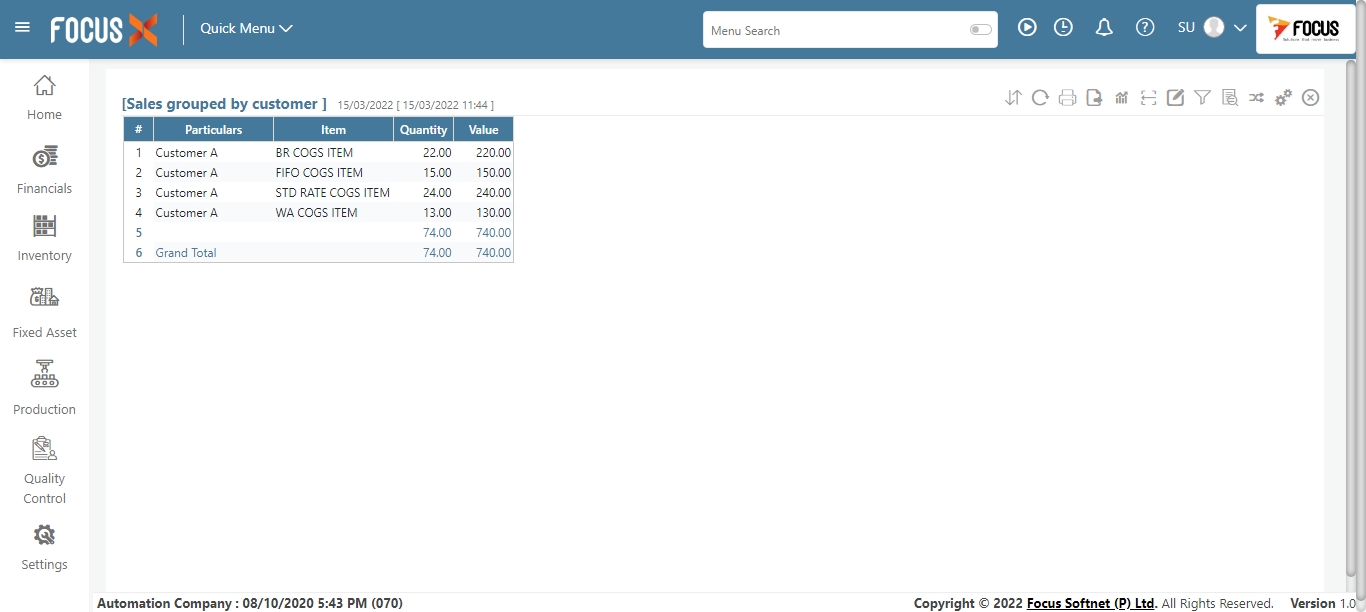 FOCUS X
Quick Menu
Menu Search
?
SU
FOCUS
Home
Financials
Inventory
Fixed Asset
Production
Quality
Control
Settings
[Sales grouped by customer ] 15/03/2022 [ 15/03/2022 11:44 ]
# Particulars Item Quantity Value
1 Customer A BR COGS ITEM 22.00 220.00
2 Customer A FIFO COGS ITEM 15.00 150.00
3 Customer A STD RATE COGS ITEM 24.00 240.00
4 Customer A WA COGS ITEM 13.00 130.00
5 74.00 740.00
6 Grand Total 74.00 740.00
Automation Company : 08/10/2020 5:43 PM (070)
Copyright © 2022 Focus Softnet (P) Ltd. All Rights Reserved. Version 1.0